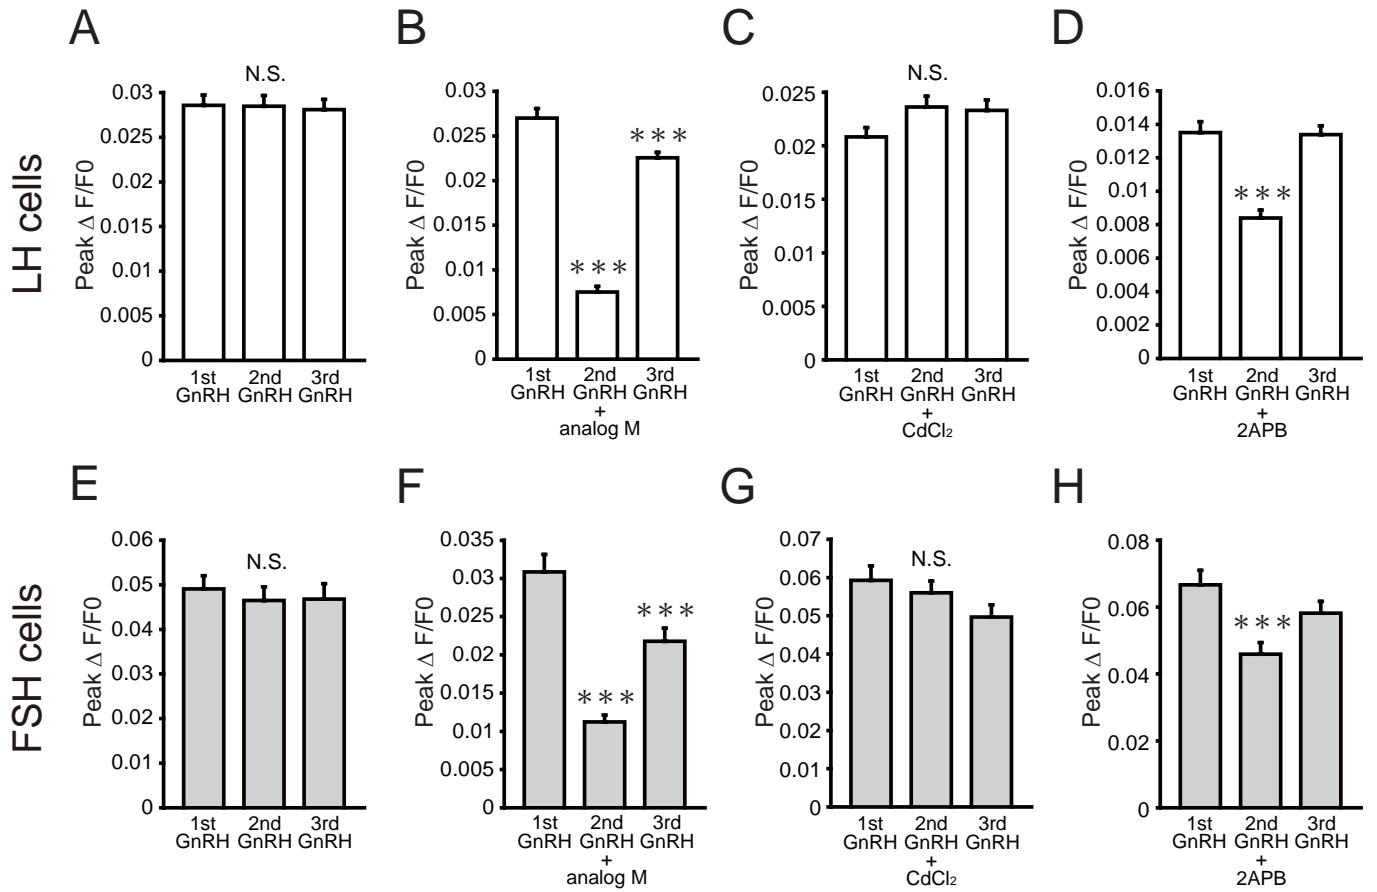 A
B
C
D
LH cells
N.S.
Peak Δ F/F0
0.03
0.025
0.02
0.015
0.01
0.005
0
1st 2nd 3rd
GnRH GnRH GnRH
Peak Δ F/F0
0.03
0.025
0.02
0.015
0.01
0.005
0
***
***
1st 2nd 3rd
GnRH GnRH GnRH
+
analog M
N.S.
Peak Δ F/F0
0.025
0.02
0.015
0.01
0.005
0
1st 2nd 3rd
GnRH GnRH GnRH
+
CdCl₂
Peak Δ F/F0
0.016
0.014
0.012
0.01
0.008
0.006
0.004
0.002
0
***
1st 2nd 3rd
GnRH GnRH GnRH
+
2APB
E
F
G
H
FSH cells
N.S.
Peak Δ F/F0
0.06
0.05
0.04
0.03
0.02
0.01
0
1st 2nd 3rd
GnRH GnRH GnRH
Peak Δ F/F0
0.035
0.03
0.025
0.02
0.015
0.01
0.005
0
***
***
1st 2nd 3rd
GnRH GnRH GnRH
+
analog M
N.S.
Peak Δ F/F0
0.07
0.06
0.05
0.04
0.03
0.02
0.01
0
1st 2nd 3rd
GnRH GnRH GnRH
+
CdCl₂
Peak Δ F/F0
0.08
0.06
0.04
0.02
0
***
1st 2nd 3rd
GnRH GnRH GnRH
+
2APB